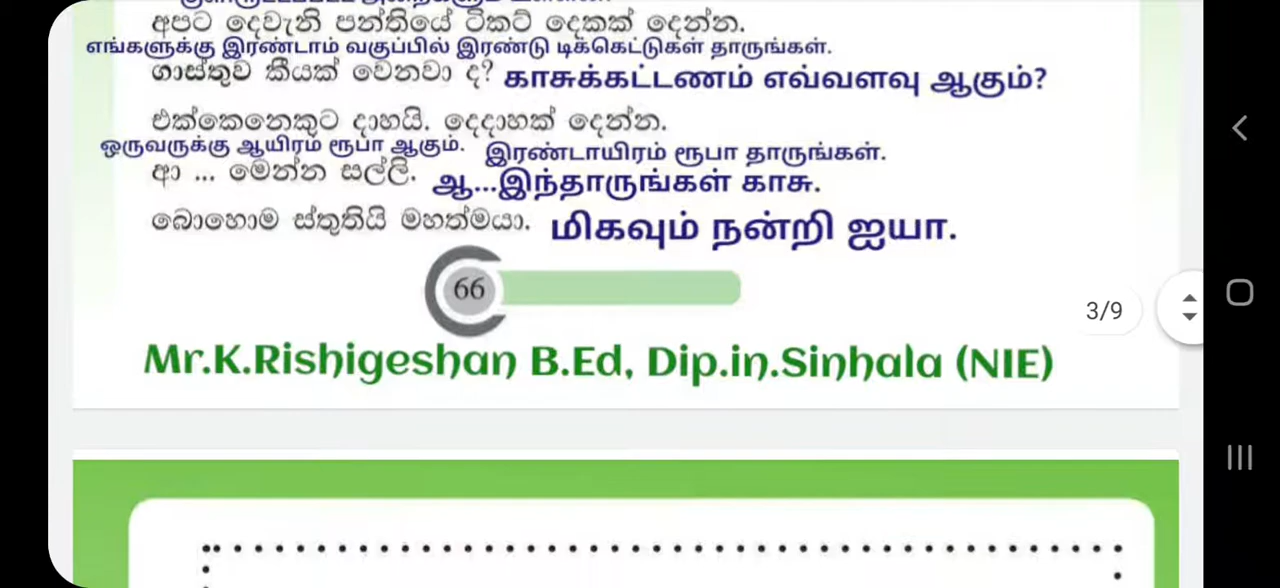 අපට දෙවැනි පන්තියේ ටිකට් දෙකක් දෙන්න.
எங்களுக்கு இரண்டாம் வகுப்பில் இரண்டு டிக்கெட்டுகள் தாருங்கள்.
ගාස්තුව කීයක් වෙනවා ද? காசுக்கட்டணம் எவ்வளவு ஆகும்?
එක්කෙනෙකුට දාහයි. දෙදාහක් දෙන්න.
ஒருவருக்கு ஆயிரம் ரூபா ஆகும். இரண்டாயிரம் ரூபா தாருங்கள்.
ආ ... මෙන්න සල්ලි. ஆ...இந்தாருங்கள் காசு.
බොහොම ස්තුතියි මහත්මයා. மிகவும் நன்றி ஐயா.
66
3/9
Mr.K.Rishigeshan B.Ed, Dip.in.Sinhala (NIE)